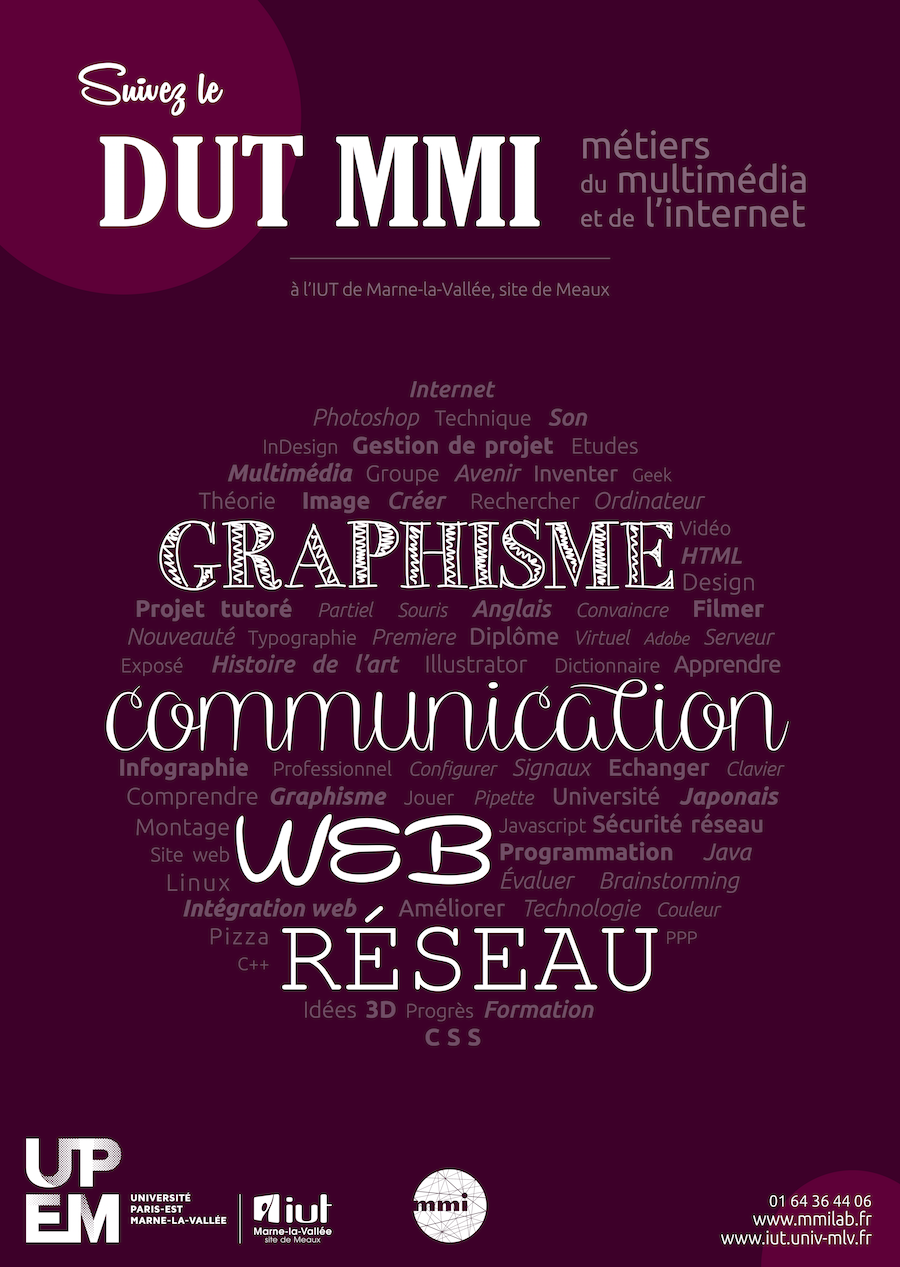 Suivez le
DUT MMI
métiers
du multimédia
et de l'internet
à l'IUT de Marne-la-Vallée, site de Meaux
Internet
Photoshop Technique Son
InDesign Gestion de projet Etudes
Multimédia Groupe Avenir Inventer Geek
Théorie Image Créer Rechercher Ordinateur
GRAPHISME
Vidéo
HTML
Design
Projet tutoré Partiel Souris Anglais Convaincre Filmer
Nouveauté Typographie Premiere Diplôme Virtuel Adobe Serveur
Exposé Histoire de l'art Illustrator Dictionnaire Apprendre
communication
Infographie Professionnel Configurer Signaux Echanger Clavier
Comprendre Graphisme Jouer Pipette Université Japonais
Montage
Site web
Linux
WEB
Javascript Sécurité réseau
Programmation Java
Évaluer Brainstorming
Intégration web Améliorer Technologie Couleur
Pizza
C++
RÉSEAU
PPP
Idées 3D Progrès Formation
CSS
UP
EM
UNIVERSITÉ
PARIS-EST
MARNE-LA-VALLÉE
iut
Marne-la-Vallée
site de Meaux
mmi
01 64 36 44 06
www.mmilab.fr
www.iut.univ-mlv.fr